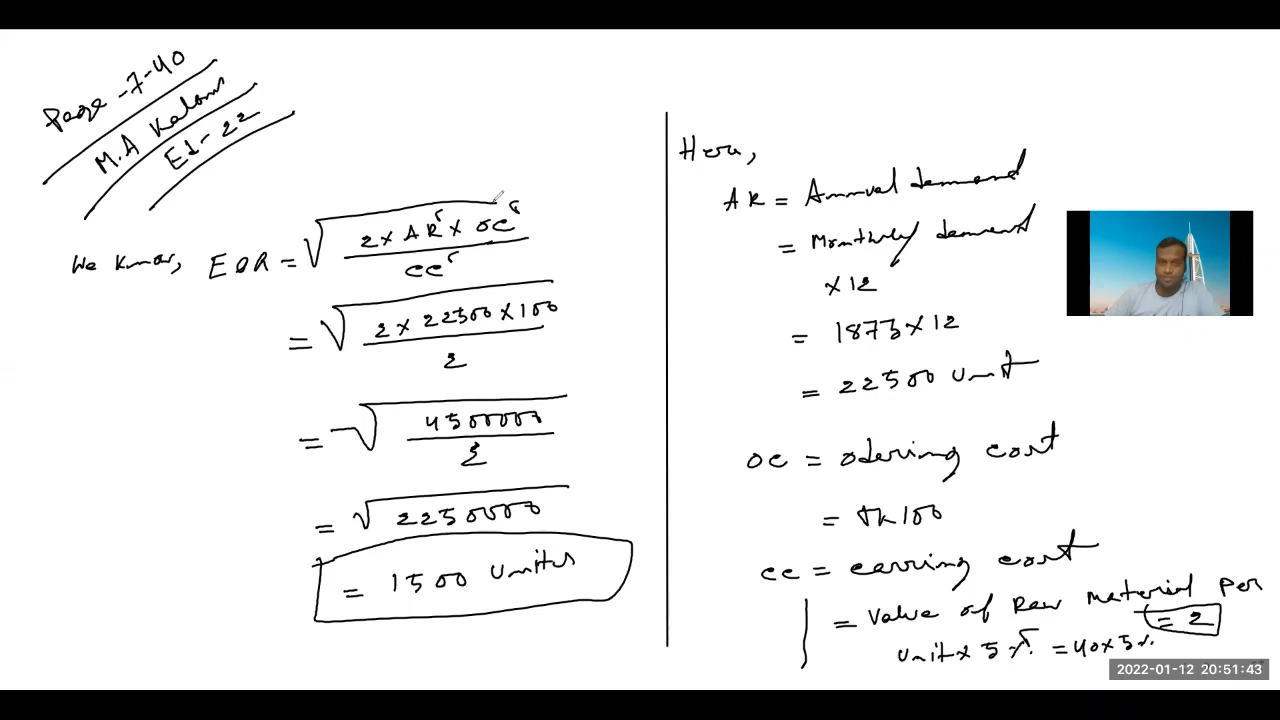 Page -7-40
M.A Kalam
Ed-22
We know, EOQ = √ 2 × AR × OC
CC
= √ 2 × 22500 × 100
2
= √ 4500000
2
= √ 2250000
= 1500 units
Here,
AR = Annual demand
= Monthly demand
×12
= 1875×12
= 22500 unit
OC = odering cost
= Tk 100
CC = carring cost
= Value of Raw material Per
unit × 5 %. = 40×5%
= 2
2022-01-12 20:51:43